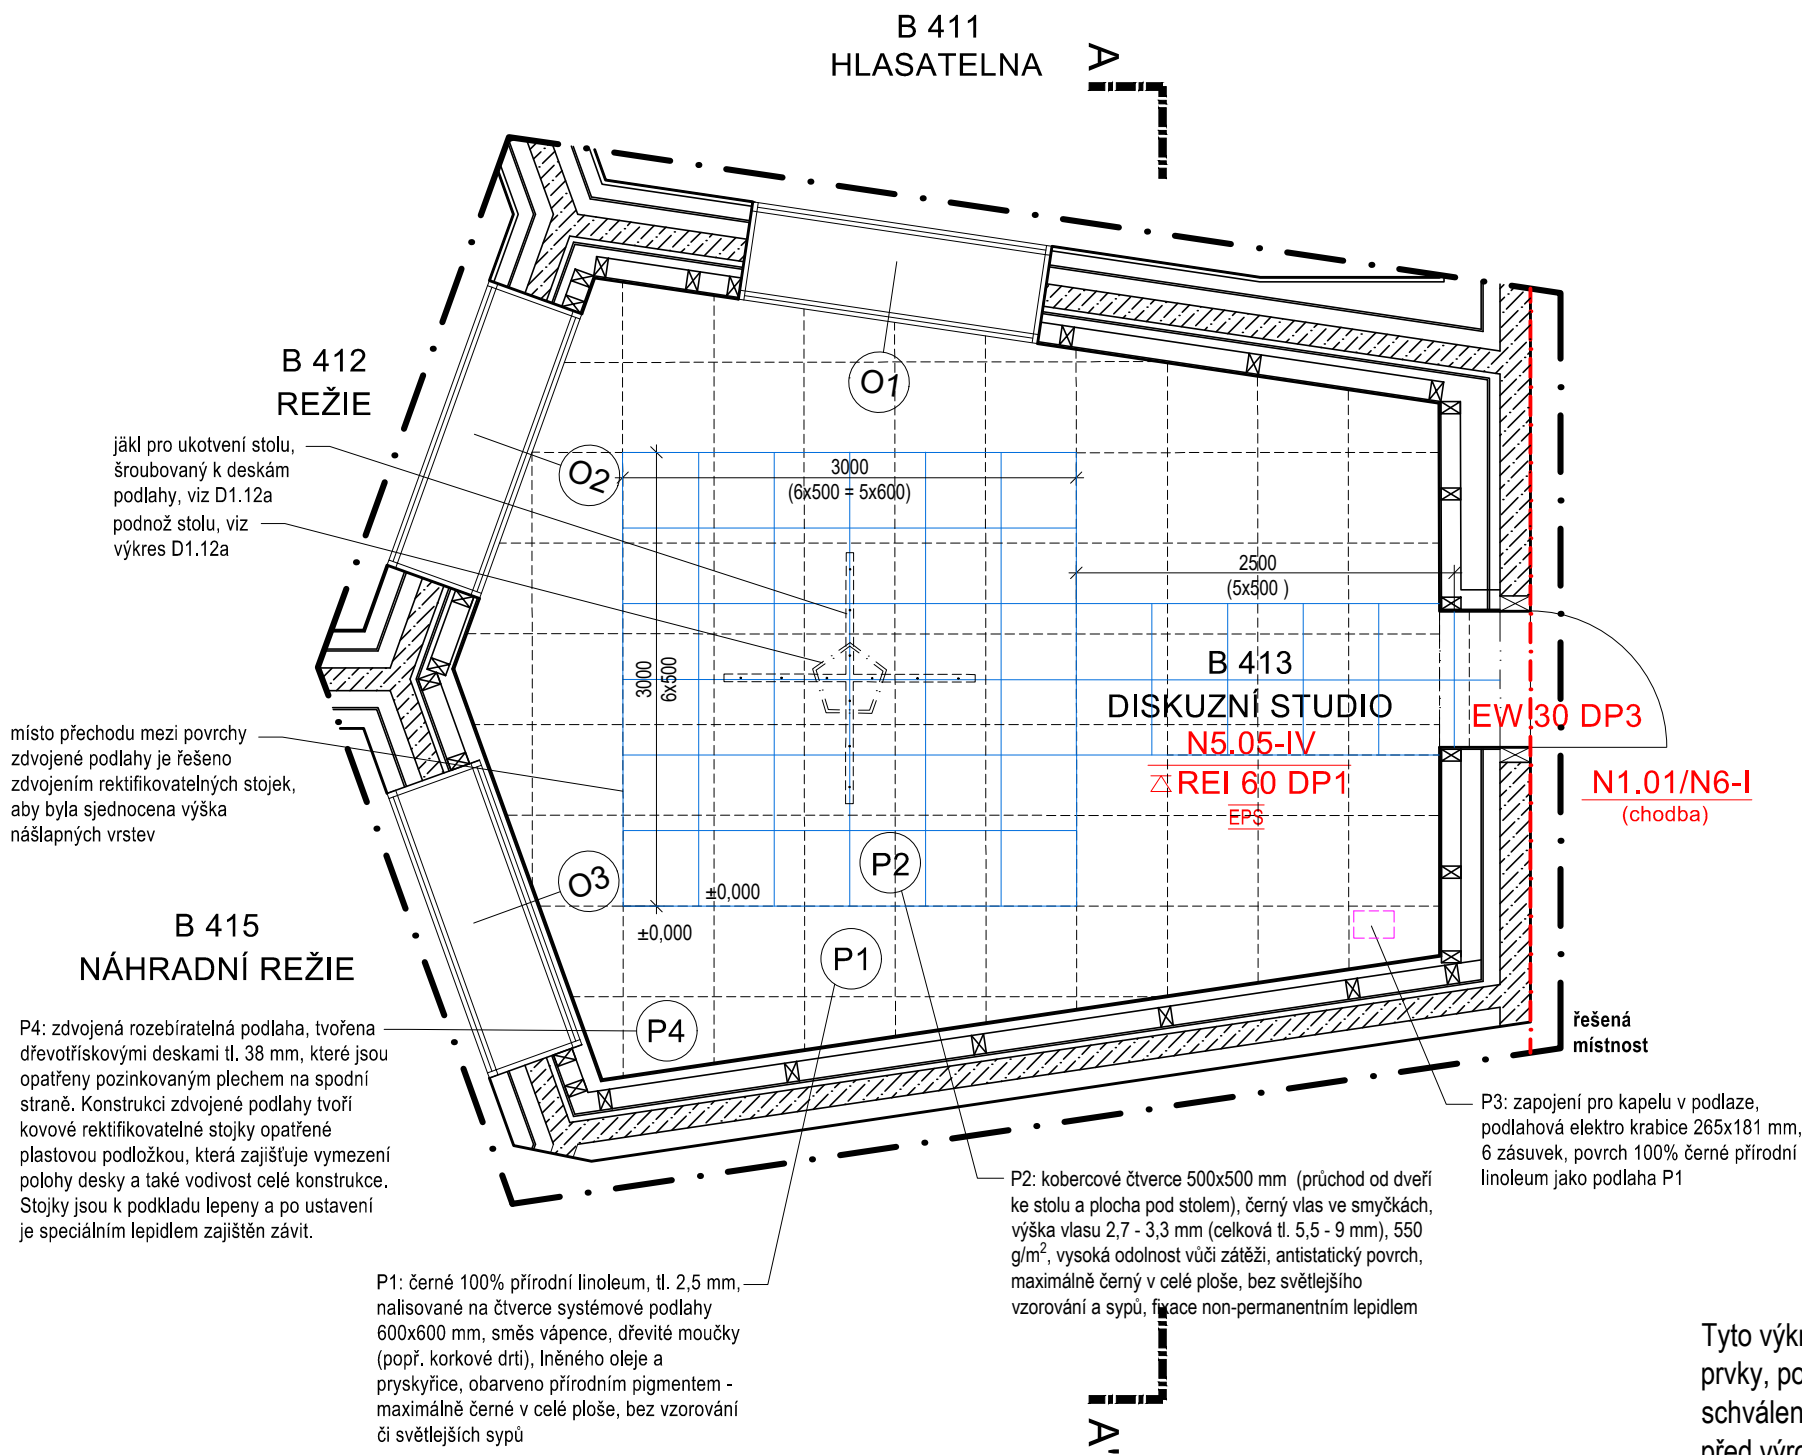 B 411
HLASATELNA
A
B 412
REŽIE
O1
O2
jäkl pro ukotvení stolu,
šroubovaný k deskám
podlahy, viz D1.12a
podnož stolu, viz
výkres D1.12a
3000
(6x500 = 5x600)
2500
(5x500 )
3000
6x500
B 413
DISKUZNÍ STUDIO
N5.05-IV
REI 60 DP1
EPS
EW 30 DP3
N1.01/N6-I
(chodba)
místo přechodu mezi povrchy
zdvojené podlahy je řešeno
zdvojením rektifikovatelných stojek,
aby byla sjednocena výška
nášlapných vrstev
O3
P2
±0,000
±0,000
P1
P4
B 415
NÁHRADNÍ REŽIE
P4: zdvojená rozebíratelná podlaha, tvořena
dřevotřískovými deskami tl. 38 mm, které jsou
opatřeny pozinkovaným plechem na spodní
straně. Konstrukci zdvojené podlahy tvoří
kovové rektifikovatelné stojky opatřené
plastovou podložkou, která zajišťuje vymezení
polohy desky a také vodivost celé konstrukce.
Stojky jsou k podkladu lepeny a po ustavení
je speciálním lepidlem zajištěn závit.
řešená
místnost
P3: zapojení pro kapelu v podlaze,
podlahová elektro krabice 265x181 mm,
6 zásuvek, povrch 100% černé přírodní
linoleum jako podlaha P1
P2: kobercové čtverce 500x500 mm (průchod od dveří
ke stolu a plocha pod stolem), černý vlas ve smyčkách,
výška vlasu 2,7 - 3,3 mm (celková tl. 5,5 - 9 mm), 550
g/m², vysoká odolnost vůči zátěži, antistatický povrch,
maximálně černý v celé ploše, bez světlejšího
vzorování a sypů, fixace non-permanentním lepidlem
P1: černé 100% přírodní linoleum, tl. 2,5 mm,
nalisované na čtverce systémové podlahy
600x600 mm, směs vápence, dřevité moučky
(popř. korkové drti), lněného oleje a
pryskyřice, obarveno přírodním pigmentem -
maximálně černé v celé ploše, bez vzorování
či světlejších sypů
A'
Tyto
prvky,
schválen
před